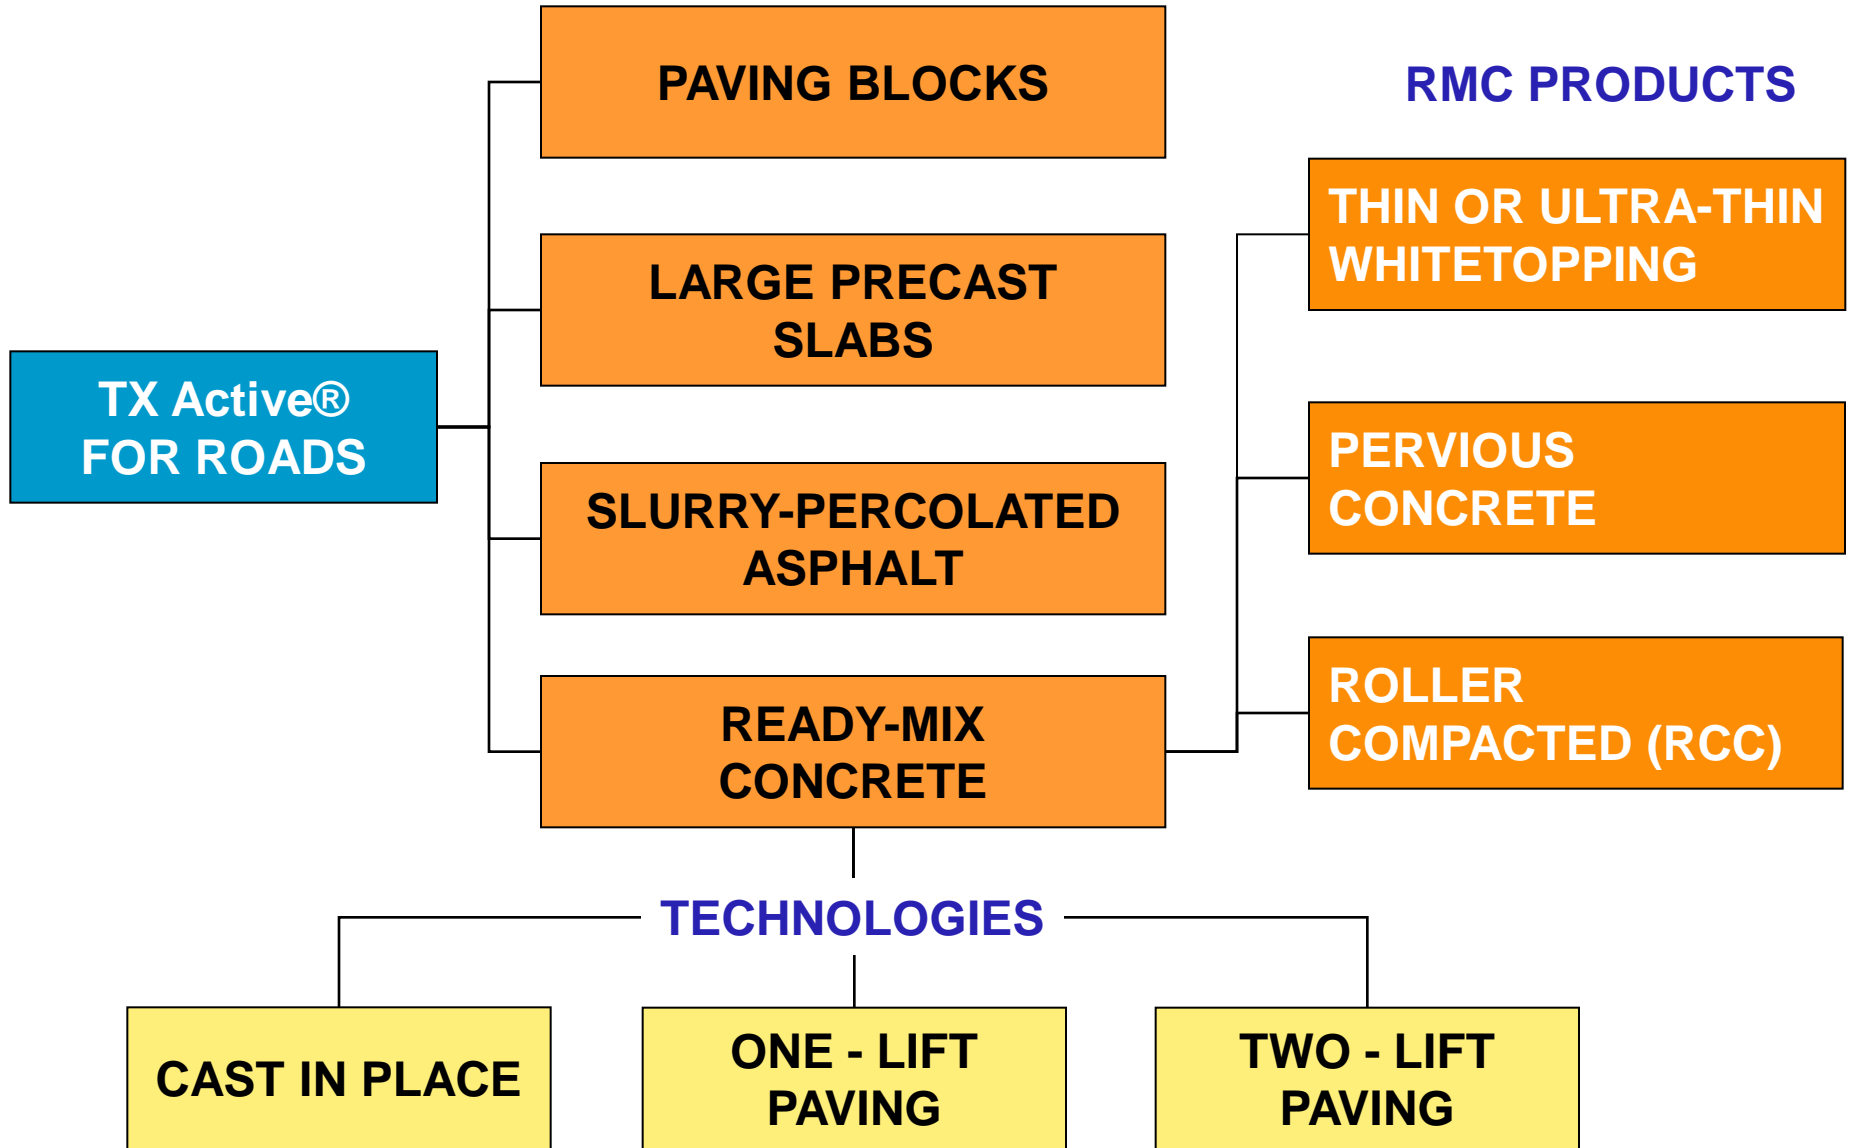 PAVING BLOCKS
RMC PRODUCTS
THIN OR ULTRA-THIN
WHITETOPPING
LARGE PRECAST
SLABS
TX Active®
FOR ROADS
PERVIOUS
CONCRETE
SLURRY-PERCOLATED
ASPHALT
ROLLER
COMPACTED (RCC)
READY-MIX
CONCRETE
TECHNOLOGIES
CAST IN PLACE
ONE - LIFT
PAVING
TWO - LIFT
PAVING